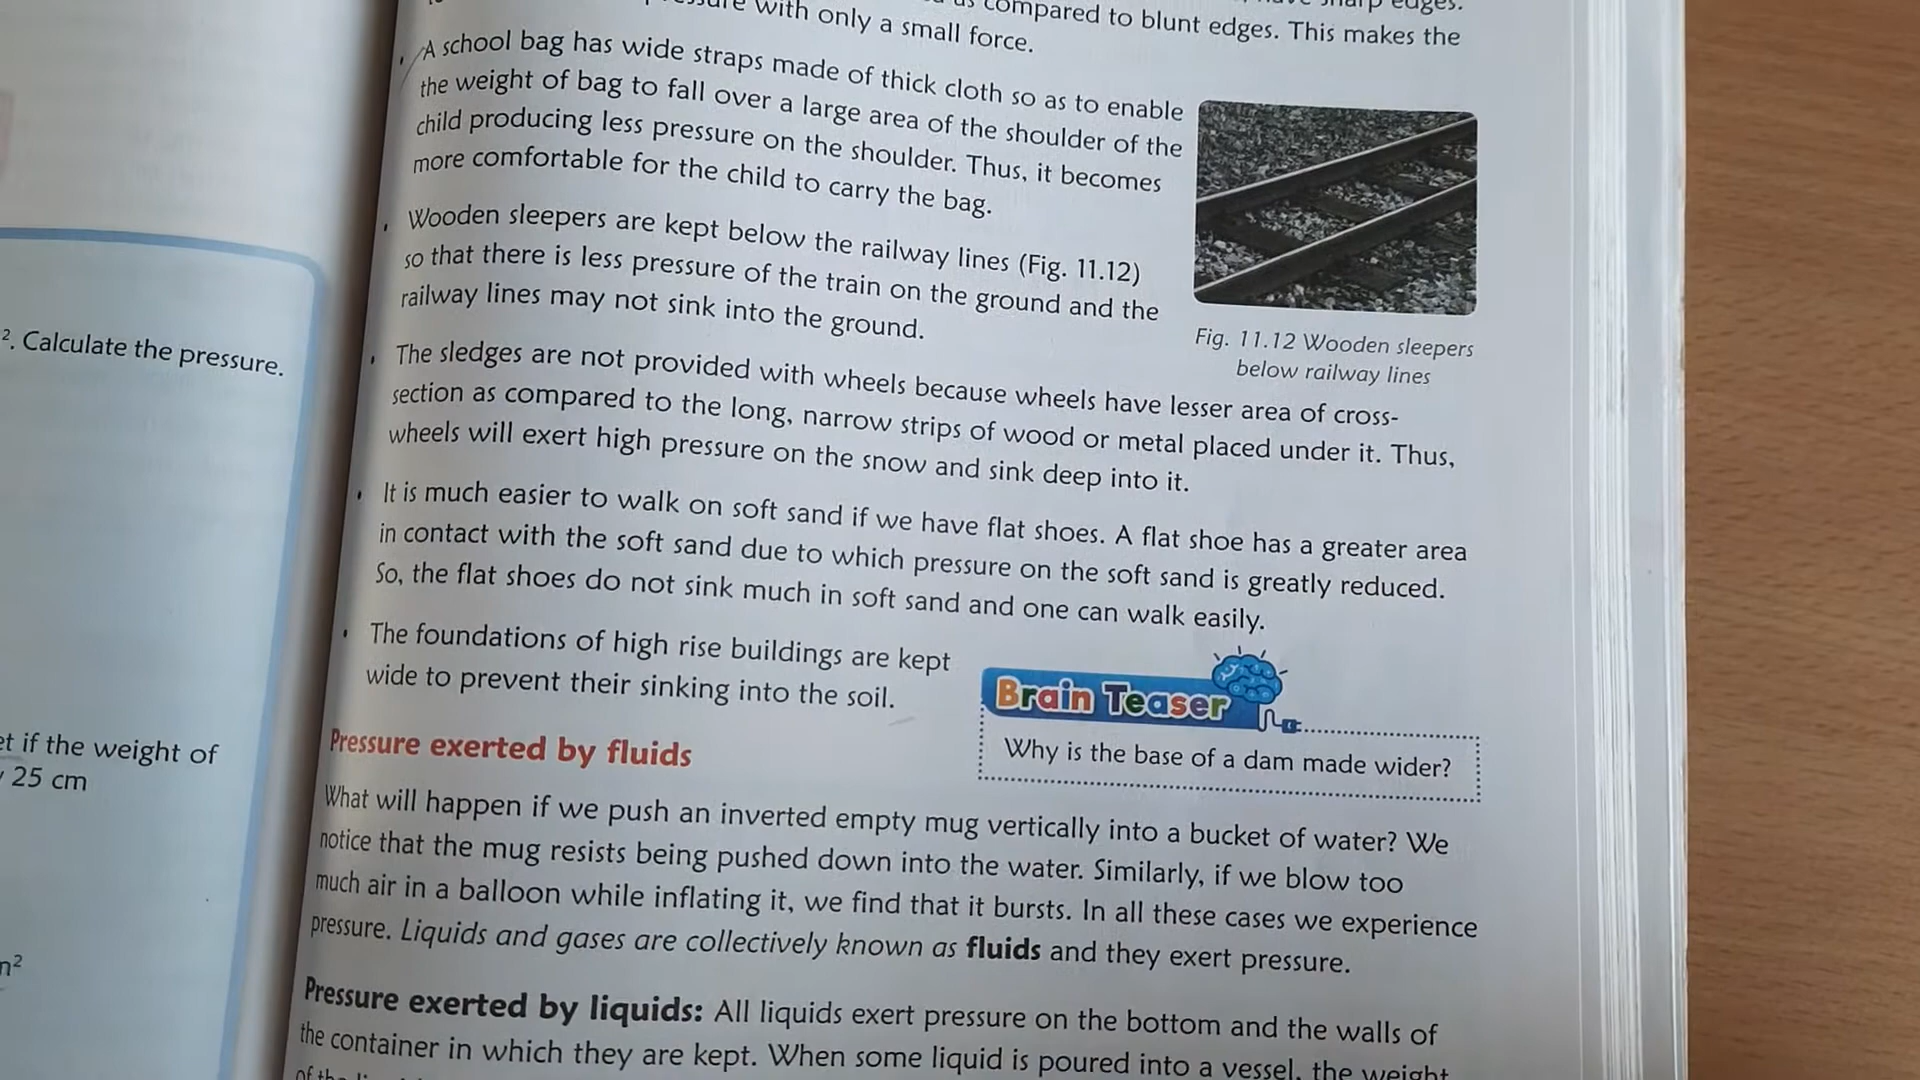 sharp edges.
as compared to blunt edges. This makes the
with only a small force.
• A school bag has wide straps made of thick cloth so as to enable
the weight of bag to fall over a large area of the shoulder of the
child producing less pressure on the shoulder. Thus, it becomes
more comfortable for the child to carry the bag.
• Wooden sleepers are kept below the railway lines (Fig. 11.12)
so that there is less pressure of the train on the ground and the
railway lines may not sink into the ground.
Fig. 11.12 Wooden sleepers
below railway lines
• The sledges are not provided with wheels because wheels have lesser area of cross-
section as compared to the long, narrow strips of wood or metal placed under it. Thus,
wheels will exert high pressure on the snow and sink deep into it.
• It is much easier to walk on soft sand if we have flat shoes. A flat shoe has a greater area
in contact with the soft sand due to which pressure on the soft sand is greatly reduced.
So, the flat shoes do not sink much in soft sand and one can walk easily.
• The foundations of high rise buildings are kept
wide to prevent their sinking into the soil.
Brain Teaser
Why is the base of a dam made wider?
Pressure exerted by fluids
What will happen if we push an inverted empty mug vertically into a bucket of water? We
notice that the mug resists being pushed down into the water. Similarly, if we blow too
much air in a balloon while inflating it, we find that it bursts. In all these cases we experience
pressure. Liquids and gases are collectively known as fluids and they exert pressure.
Pressure exerted by liquids: All liquids exert pressure on the bottom and the walls of
the container in which they are kept. When some liquid is poured into a vessel, the weight
². Calculate the pressure.
if the weight of
25 cm